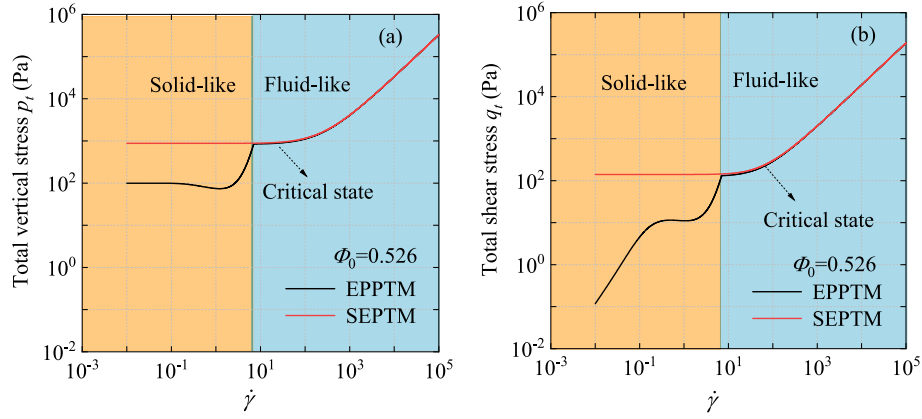 (a)
Total vertical stress p_t (Pa)
10^6
10^4
10^2
10^0
10^-2
Solid-like
Fluid-like
Critical state
Φ_0=0.526
EPPTM
SEPTM
10^-3
10^-1
10^1
10^3
10^5
γ̇
(b)
Total shear stress q_t (Pa)
10^6
10^4
10^2
10^0
10^-2
Solid-like
Fluid-like
Critical state
Φ_0=0.526
EPPTM
SEPTM
10^-3
10^-1
10^1
10^3
10^5
γ̇